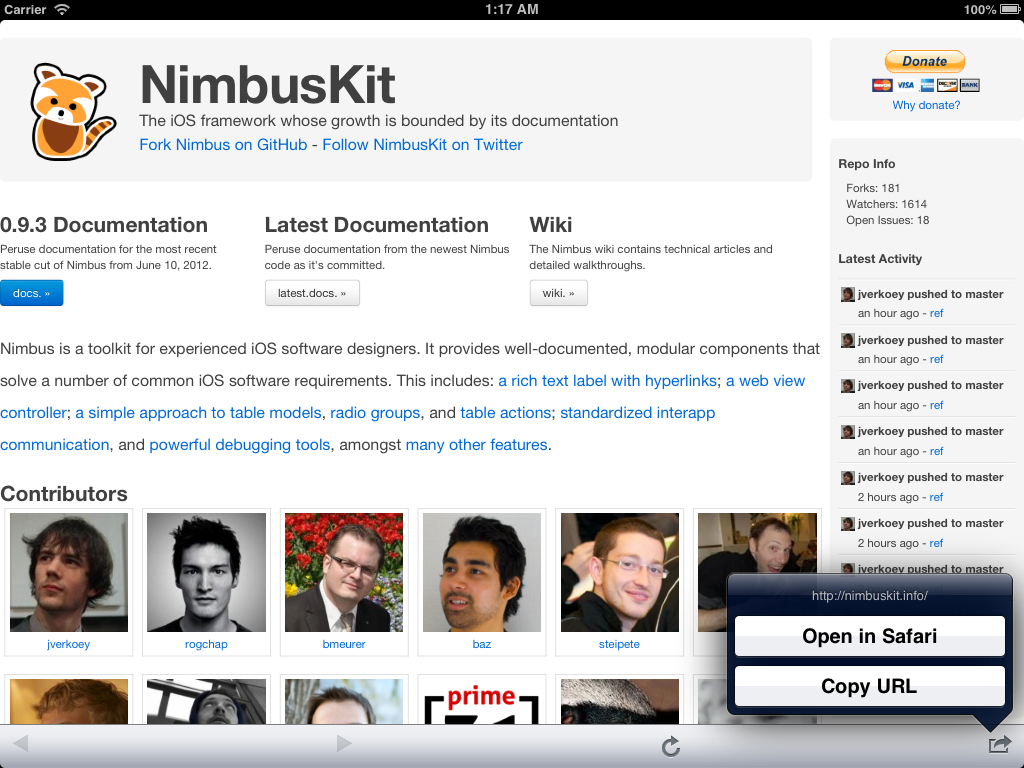 Carrier
1:17 AM
100%
NimbusKit
The iOS framework whose growth is bounded by its documentation
Fork Nimbus on GitHub - Follow NimbusKit on Twitter
Donate
VISA
BANK
Why donate?
0.9.3 Documentation
Peruse documentation for the most recent
stable cut of Nimbus from June 10, 2012.
docs. »
Latest Documentation
Peruse documentation from the newest Nimbus
code as it's committed.
latest.docs. »
Wiki
The Nimbus wiki contains technical articles and
detailed walkthroughs.
wiki. »
Nimbus is a toolkit for experienced iOS software designers. It provides well-documented, modular components that
solve a number of common iOS software requirements. This includes: a rich text label with hyperlinks; a web view
controller; a simple approach to table models, radio groups, and table actions; standardized interapp
communication, and powerful debugging tools, amongst many other features.
Contributors
jverkoey
rogchap
bmeurer
baz
steipete
prime
31
Repo Info
Forks: 181
Watchers: 1614
Open Issues: 18
Latest Activity
jverkoey pushed to master
an hour ago - ref
jverkoey pushed to master
an hour ago - ref
jverkoey pushed to master
an hour ago - ref
jverkoey pushed to master
an hour ago - ref
jverkoey pushed to master
2 hours ago - ref
jverkoey pushed to master
2 hours ago - ref
jverkoey pushed to master
http://nimbuskit.info/
Open in Safari
Copy URL